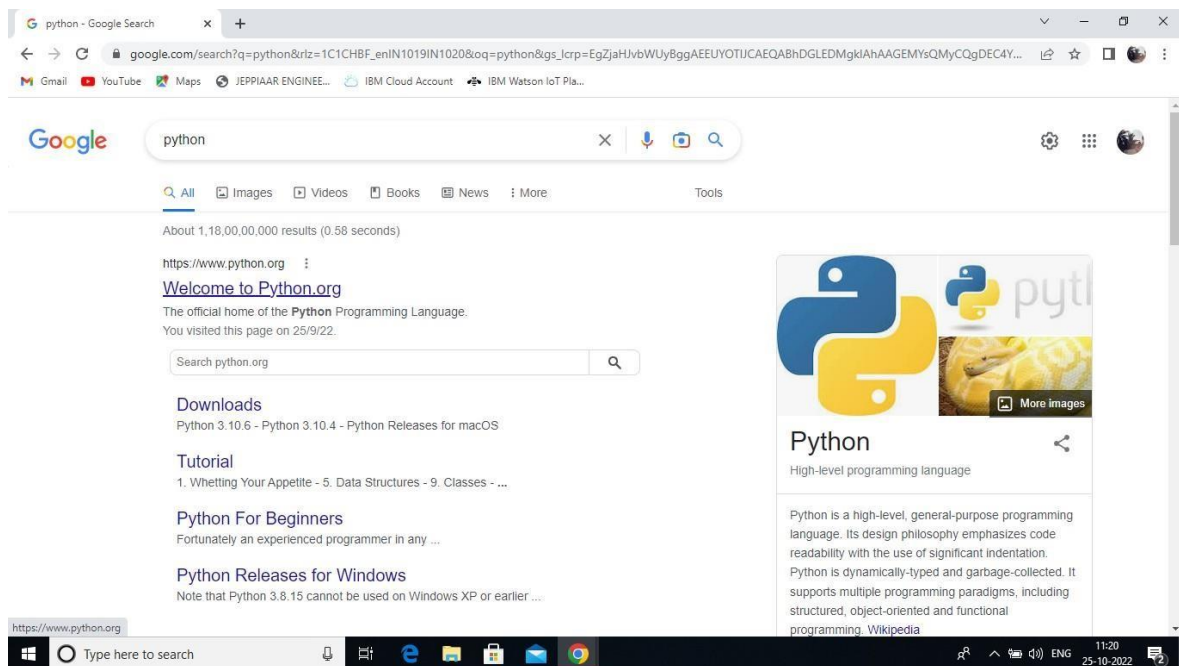 python - Google Search
google.com/search?q=python&rlz=1C1CHBF_enIN1019IN1020&oq=python&gs_lcrp=EgZjaHJvbWUyBggAEEUYOTIJCAEQABhDGLEDMgkIAhAAGEMYsQMyCQgDEC4Y...
Gmail YouTube Maps JEPPIAAR ENGINEE... IBM Cloud Account IBM Watson IoT Pla...
Google python
All Images Videos Books News More Tools
About 1,18,00,00,000 results (0.58 seconds)
https://www.python.org
Welcome to Python.org
The official home of the Python Programming Language.
You visited this page on 25/9/22.
Search python.org
Downloads
Python 3.10.6 - Python 3.10.4 - Python Releases for macOS
Tutorial
1. Whetting Your Appetite - 5. Data Structures - 9. Classes - ...
Python For Beginners
Fortunately an experienced programmer in any ...
Python Releases for Windows
Note that Python 3.8.15 cannot be used on Windows XP or earlier ...
More images
Python
High-level programming language
Python is a high-level, general-purpose programming
language. Its design philosophy emphasizes code
readability with the use of significant indentation.
Python is dynamically-typed and garbage-collected. It
supports multiple programming paradigms, including
structured, object-oriented and functional
programming. Wikipedia
https://www.python.org
Type here to search
ENG
11:20
25-10-2022
2